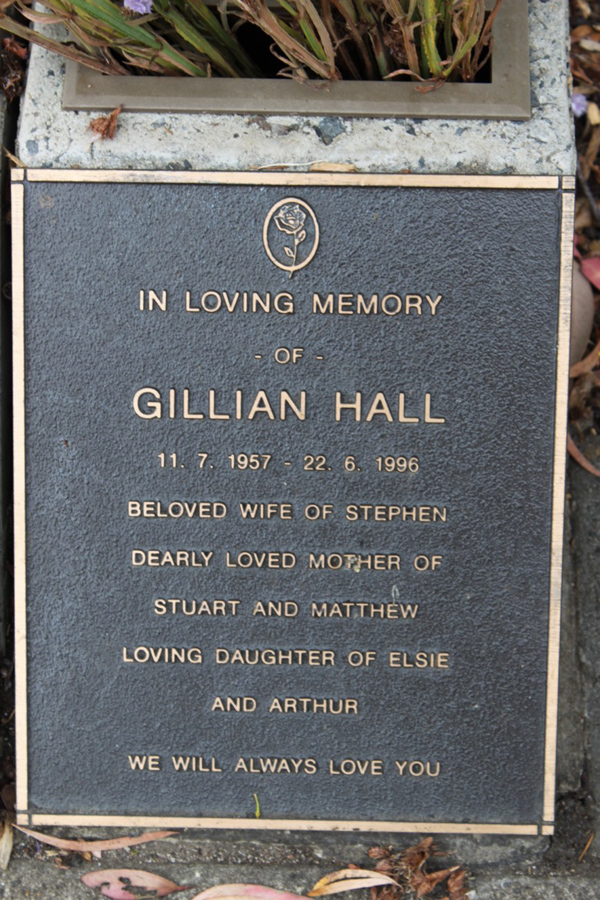 IN LOVING MEMORY
- OF -
GILLIAN HALL
11. 7. 1957 - 22. 6. 1996
BELOVED WIFE OF STEPHEN
DEARLY LOVED MOTHER OF
STUART AND MATTHEW
LOVING DAUGHTER OF ELSIE
AND ARTHUR
WE WILL ALWAYS LOVE YOU